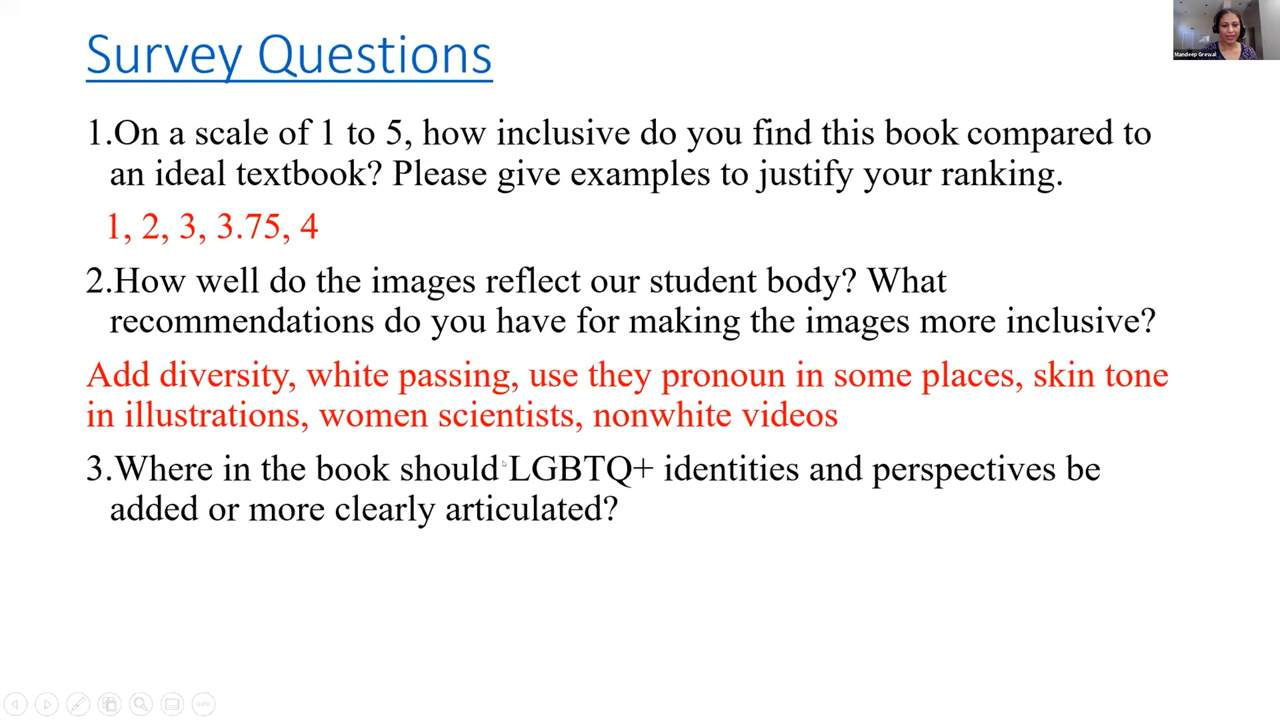 Survey Questions
Mandeep Grewal
1.On a scale of 1 to 5, how inclusive do you find this book compared to
an ideal textbook? Please give examples to justify your ranking.
1, 2, 3, 3.75, 4
2.How well do the images reflect our student body? What
recommendations do you have for making the images more inclusive?
Add diversity, white passing, use they pronoun in some places, skin tone
in illustrations, women scientists, nonwhite videos
3.Where in the book should LGBTQ+ identities and perspectives be
added or more clearly articulated?